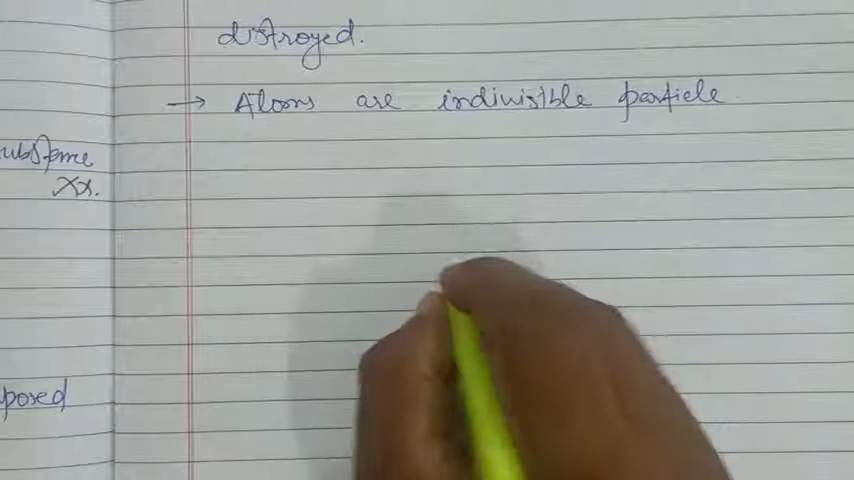 distroyed.
→ Atoms are indivisible particle
xx.
posed